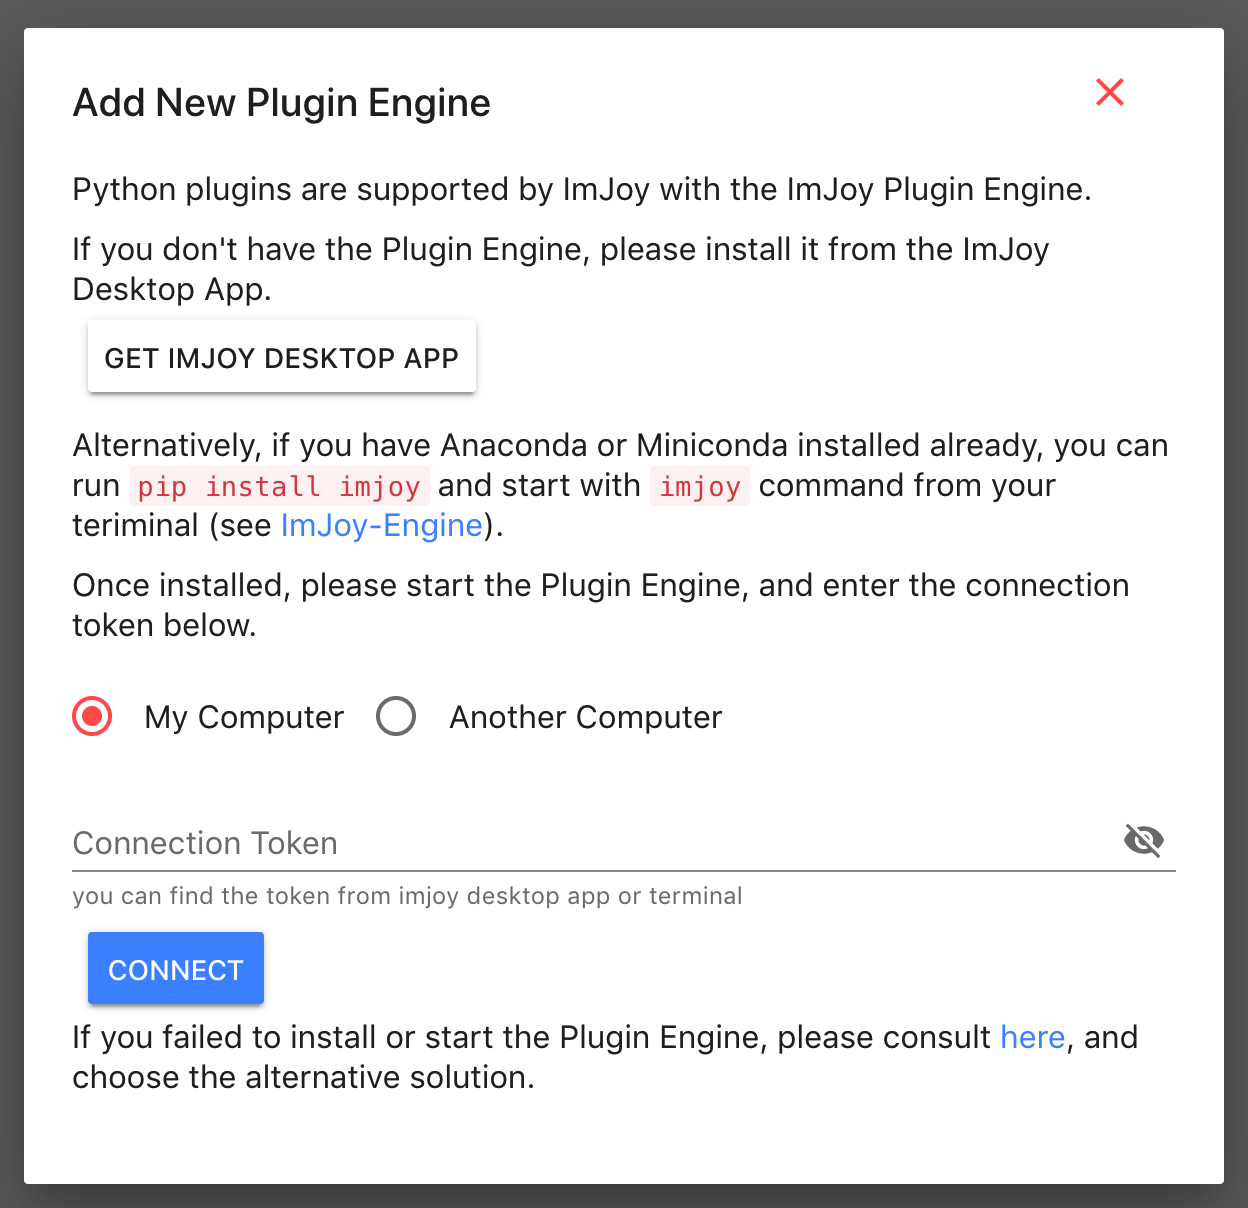 Add New Plugin Engine
Python plugins are supported by ImJoy with the ImJoy Plugin Engine.
If you don't have the Plugin Engine, please install it from the ImJoy
Desktop App.
GET IMJOY DESKTOP APP
Alternatively, if you have Anaconda or Miniconda installed already, you can
run pip install imjoy and start with imjoy command from your
teriminal (see ImJoy-Engine).
Once installed, please start the Plugin Engine, and enter the connection
token below.
My Computer Another Computer
Connection Token
you can find the token from imjoy desktop app or terminal
CONNECT
If you failed to install or start the Plugin Engine, please consult here, and
choose the alternative solution.